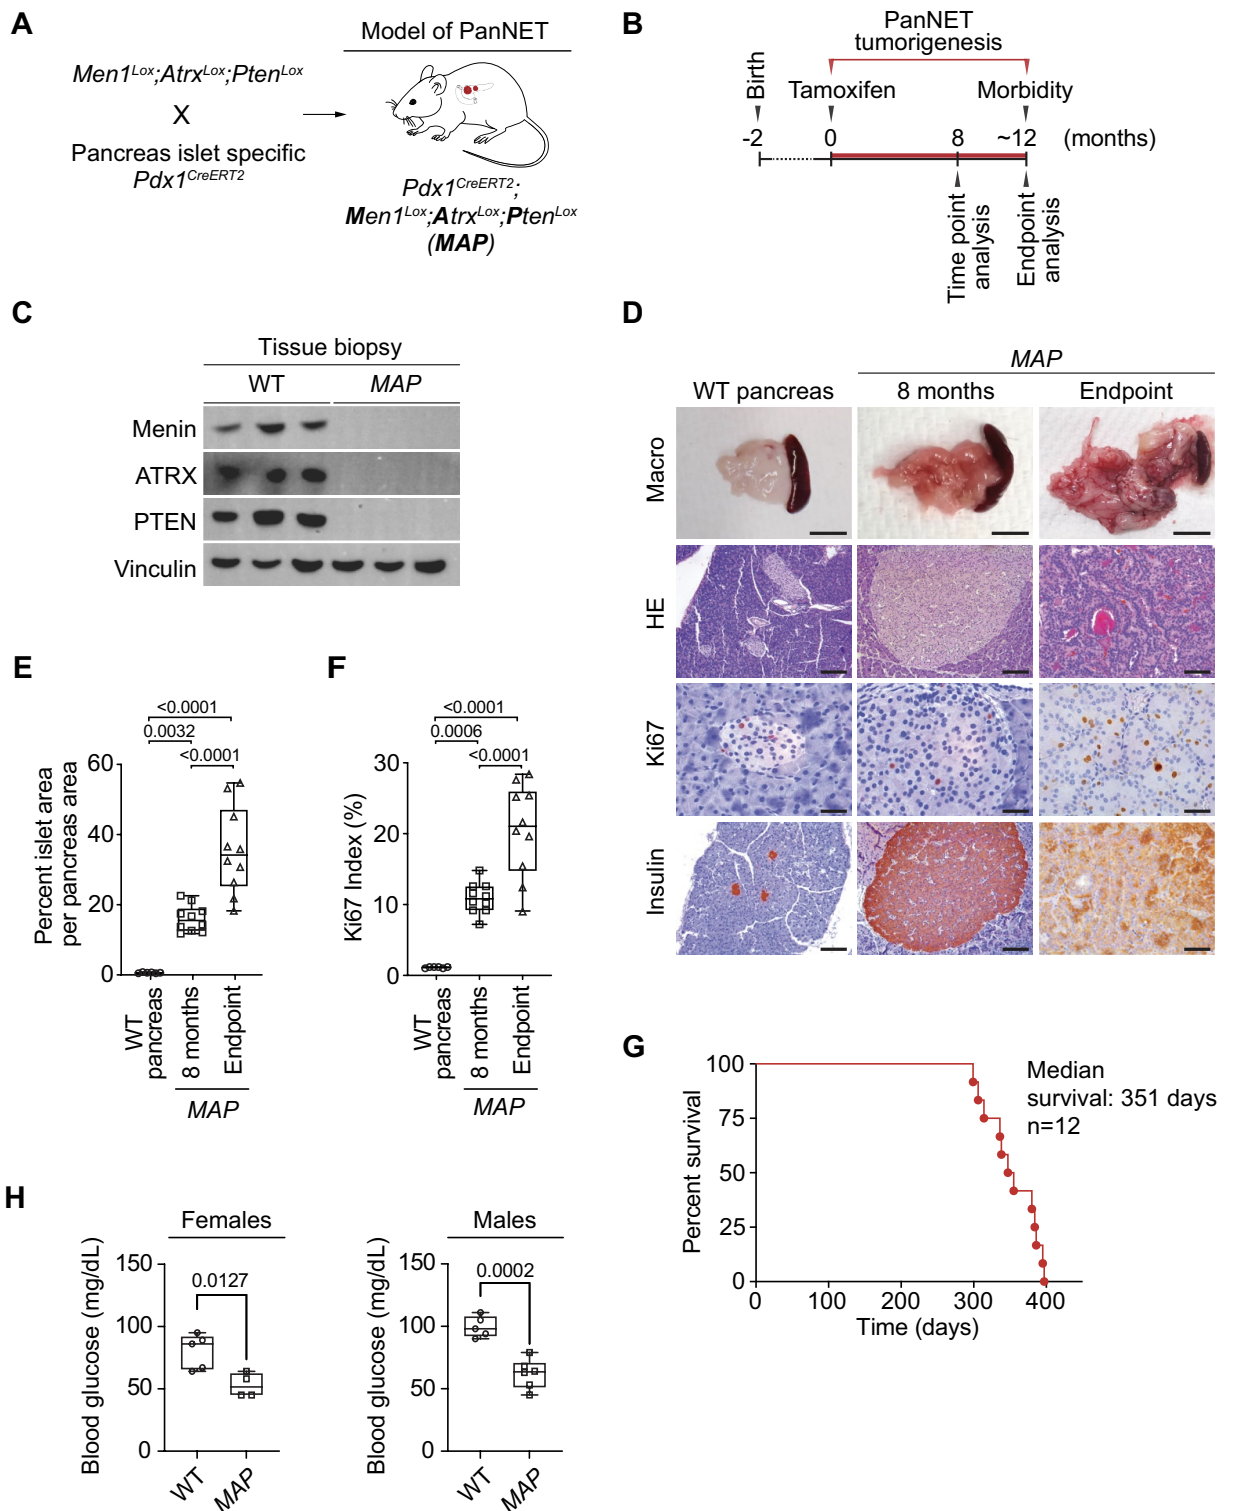 A
Model of PanNET
Men1Lox;AtrxLox;PtenLox
X
Pancreas islet specific
Pdx1CreERT2
Pdx1CreERT2;
Men1Lox;AtrxLox;PtenLox
(MAP)
B
PanNET
tumorigenesis
Birth
Tamoxifen
Morbidity
-2
0
8
~12
(months)
Time point
analysis
Endpoint
analysis
C
Tissue biopsy
WT
MAP
Menin
ATRX
PTEN
Vinculin
D
MAP
WT pancreas
8 months
Endpoint
Macro
HE
Ki67
Insulin
E
<0.0001
0.0032
<0.0001
Percent islet area
per pancreas area
60
40
20
0
WT
pancreas
8 months
Endpoint
MAP
F
<0.0001
0.0006
<0.0001
Ki67 Index (%)
30
20
10
0
WT
pancreas
8 months
Endpoint
MAP
G
Percent survival
100
75
50
25
0
0
100
200
300
400
Time (days)
Median
survival: 351 days
n=12
H
Females
Blood glucose (mg/dL)
150
100
50
0
0.0127
WT
MAP
Males
Blood glucose (mg/dL)
150
100
50
0
0.0002
WT
MAP